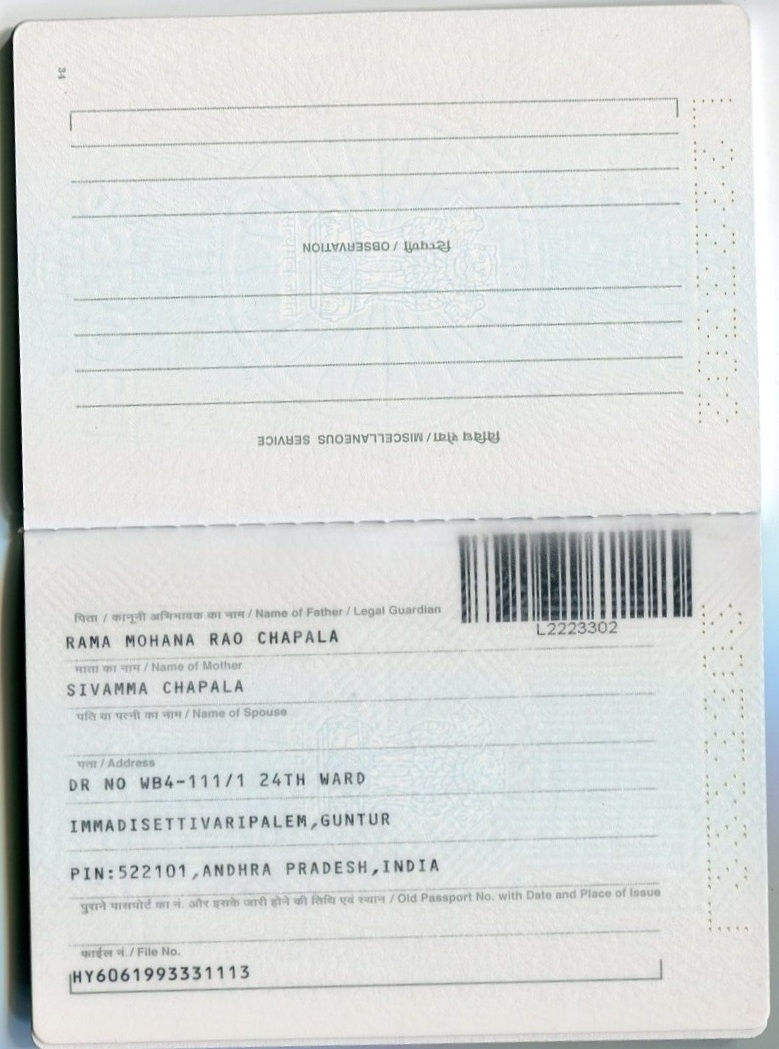 34
टिप्पणी / OBSERVATION
विविध सेवा / MISCELLANEOUS SERVICE
L2223302
पिता / कानूनी अभिभावक का नाम / Name of Father / Legal Guardian
RAMA MOHANA RAO CHAPALA
माता का नाम / Name of Mother
SIVAMMA CHAPALA
पति या पत्नी का नाम / Name of Spouse
पता / Address
DR NO WB4-111/1 24TH WARD
IMMADISETTIVARIPALEM,GUNTUR
PIN:522101,ANDHRA PRADESH,INDIA
पुराने पासपोर्ट का नं. और इसके जारी होने की तिथि एवं स्थान / Old Passport No. with Date and Place of Issue
फाईल नं./ File No.
HY6061993331113